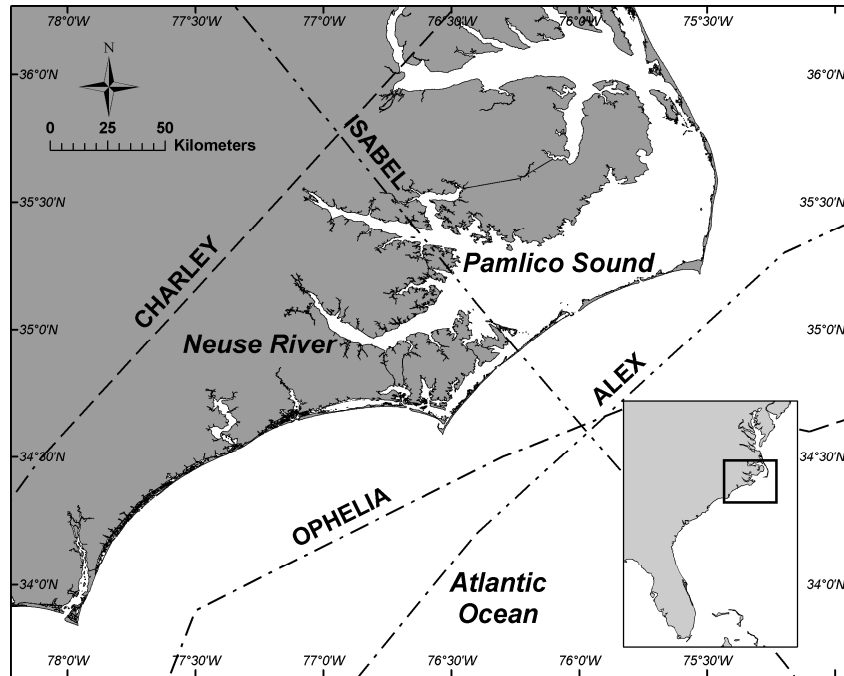 78°0'W 77°30'W 77°0'W 76°30'W 76°0'W 75°30'W
N
36°0'N 36°0'N
0 25 50
Kilometers
ISABEL
35°30'N 35°30'N
CHARLEY
Pamlico Sound
35°0'N 35°0'N
Neuse River
ALEX
34°30'N 34°30'N
OPHELIA
34°0'N 34°0'N
Atlantic
Ocean
78°0'W 77°30'W 77°0'W 76°30'W 76°0'W 75°30'W